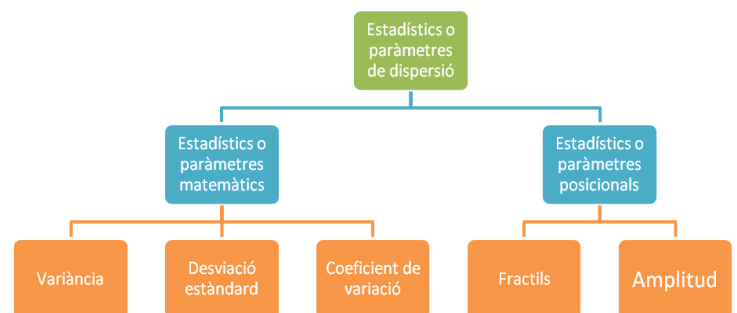 Estadístics o
paràmetres
de dispersió
Estadístics o
paràmetres
matemàtics
Estadístics o
paràmetres
posicionals
Variància
Desviació
estàndard
Coeficient de
variació
Fractils
Amplitud